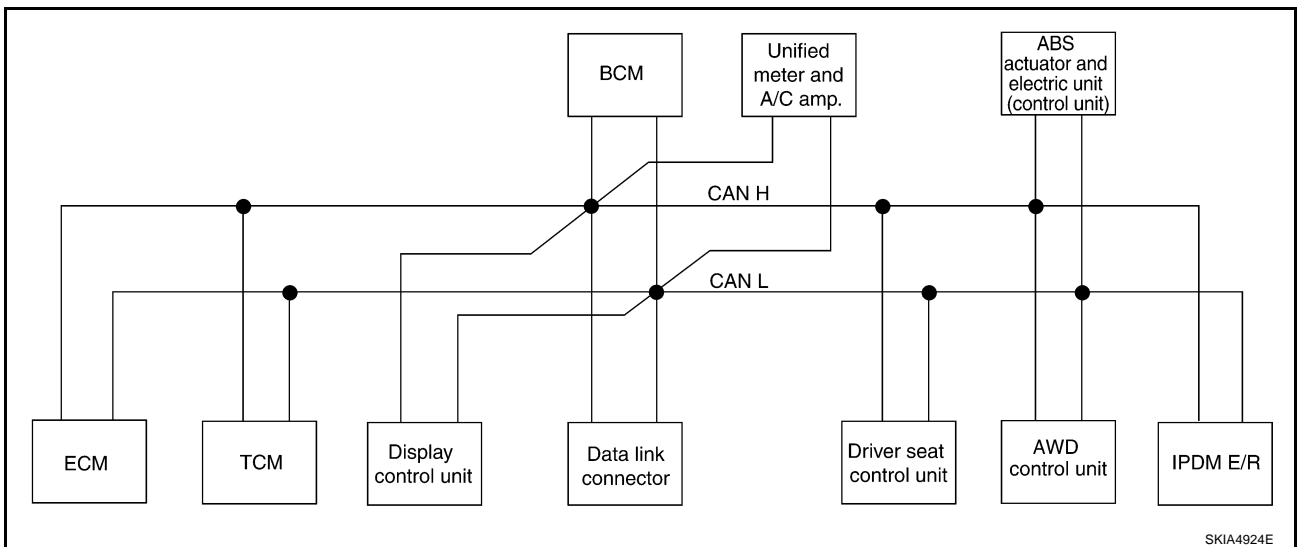 BCM
Unified
meter and
A/C amp.
ABS
actuator and
electric unit
(control unit)
CAN H
CAN L
ECM
TCM
Display
control unit
Data link
connector
Driver seat
control unit
AWD
control unit
IPDM E/R
SKIA4924E